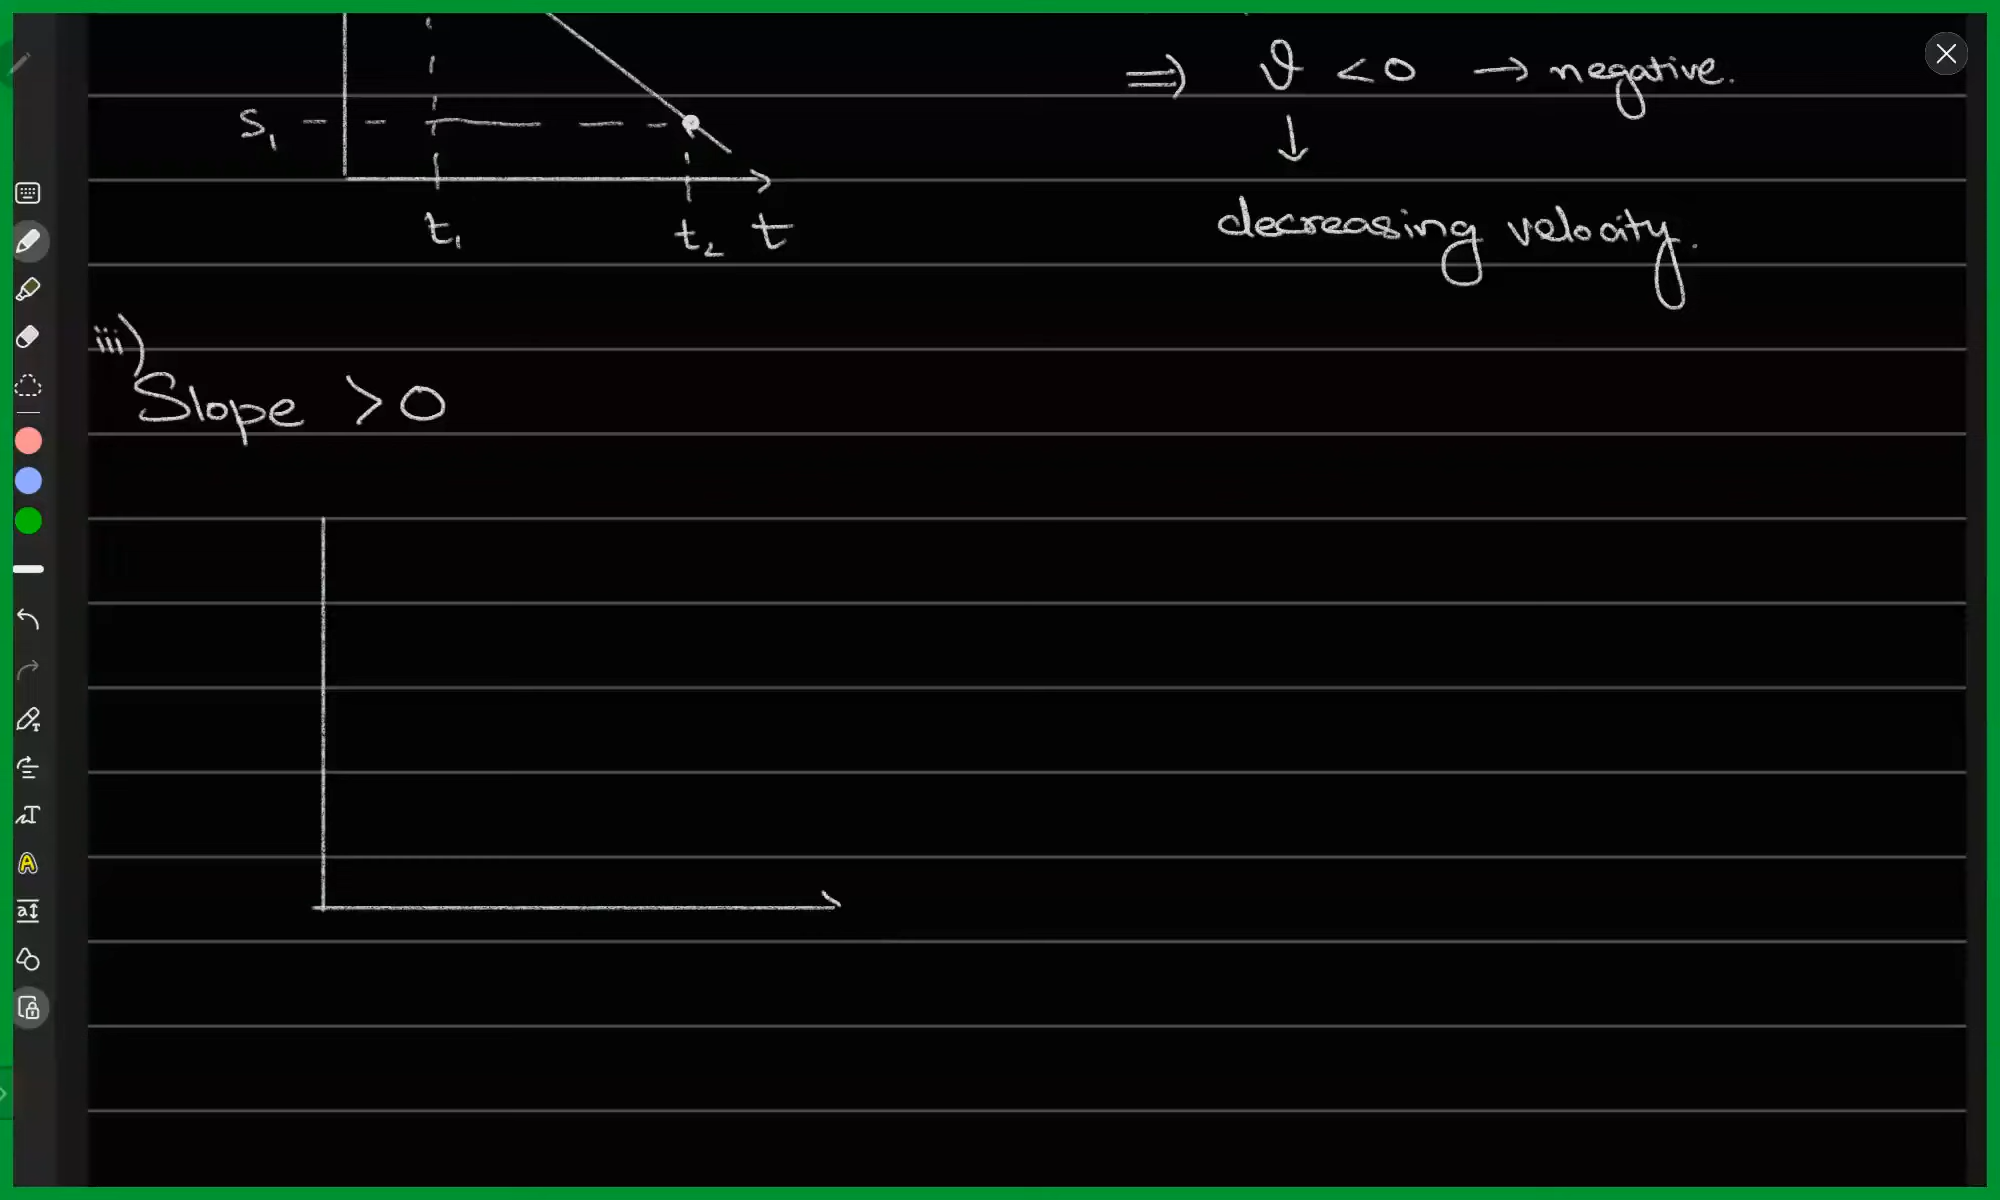 ⇒ v < 0 → negative.
S₁
↓
t₁ t₂ t
decreasing velocity.
iii)
Slope > 0